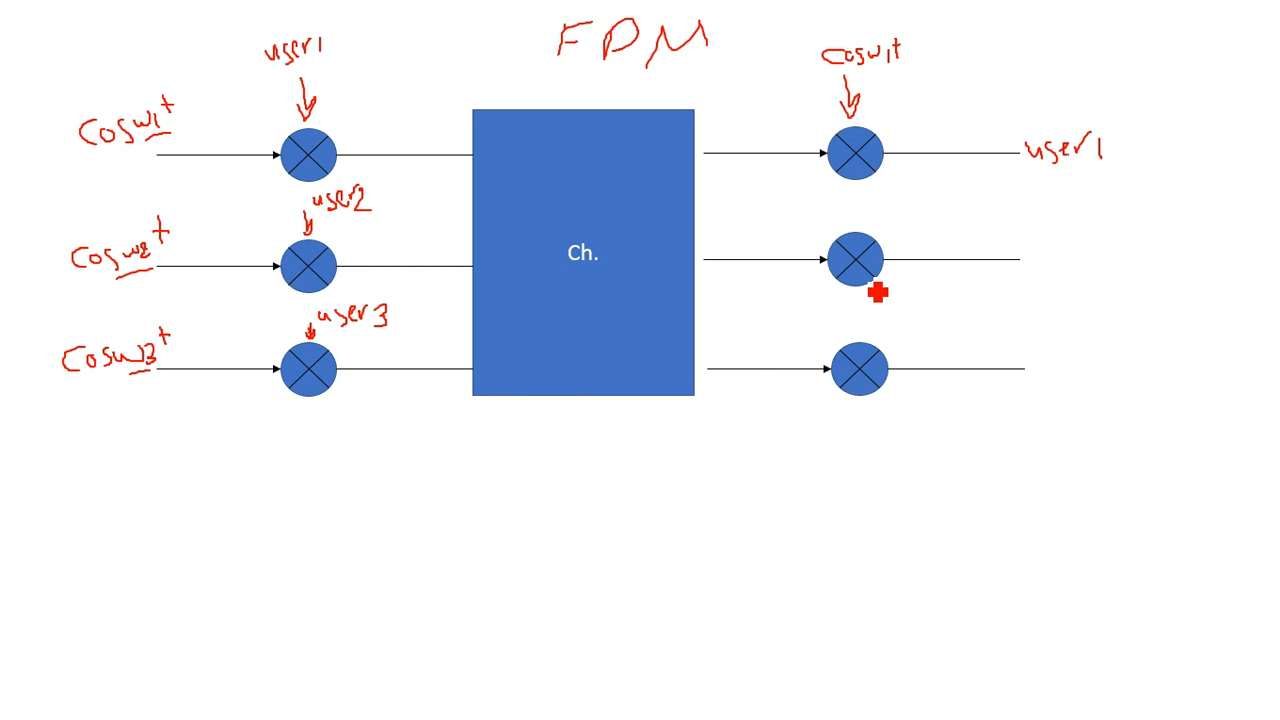 FDM
user1
Cosw1t
Cosw1t
user1
user2
Cosw2t
Ch.
user3
Cosw3t